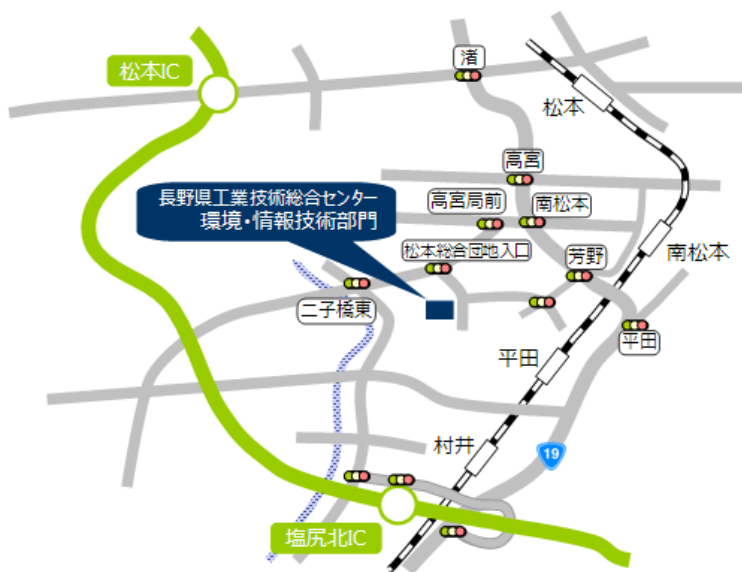 渚
松本IC
松本
高宮
長野県工業技術総合センター
環境・情報技術部門
高宮局前
南松本
松本総合団地入口
芳野
南松本
二子橋東
平田
平田
村井
19
塩尻北IC